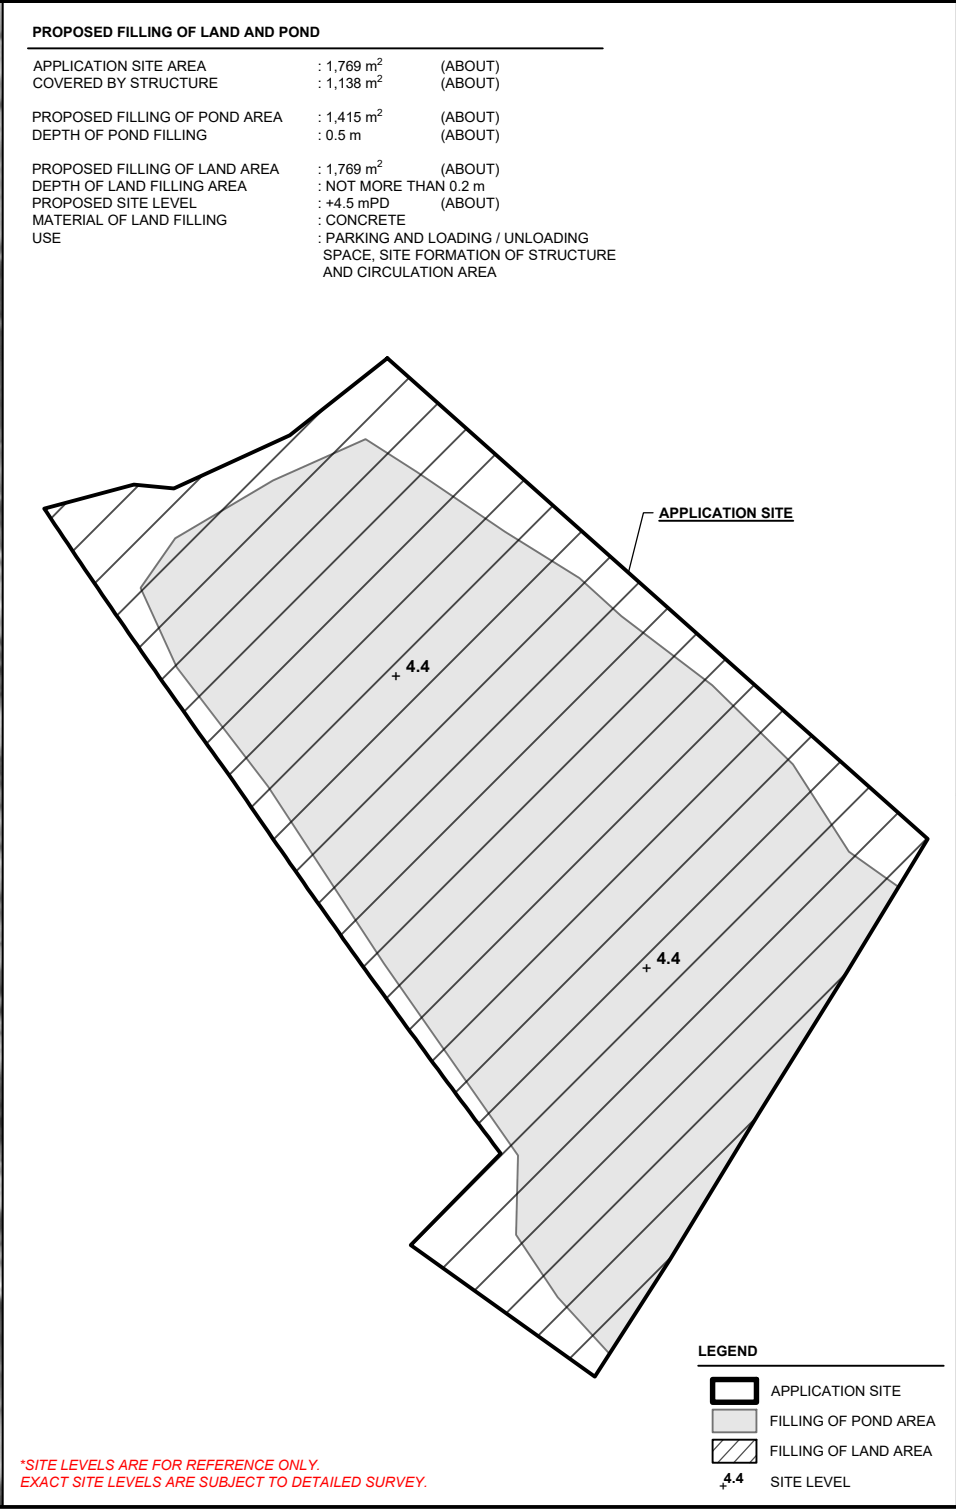 PROPOSED FILLING OF LAND AND POND
APPLICATION SITE AREA : 1,769 m² (ABOUT)
COVERED BY STRUCTURE : 1,138 m² (ABOUT)
PROPOSED FILLING OF POND AREA : 1,415 m² (ABOUT)
DEPTH OF POND FILLING : 0.5 m (ABOUT)
PROPOSED FILLING OF LAND AREA : 1,769 m² (ABOUT)
DEPTH OF LAND FILLING AREA : NOT MORE THAN 0.2 m
PROPOSED SITE LEVEL : +4.5 mPD (ABOUT)
MATERIAL OF LAND FILLING : CONCRETE
USE : PARKING AND LOADING / UNLOADING
SPACE, SITE FORMATION OF STRUCTURE
AND CIRCULATION AREA
APPLICATION SITE
4.4
4.4
LEGEND
APPLICATION SITE
FILLING OF POND AREA
FILLING OF LAND AREA
4.4 SITE LEVEL
*SITE LEVELS ARE FOR REFERENCE ONLY.
EXACT SITE LEVELS ARE SUBJECT TO DETAILED SURVEY.